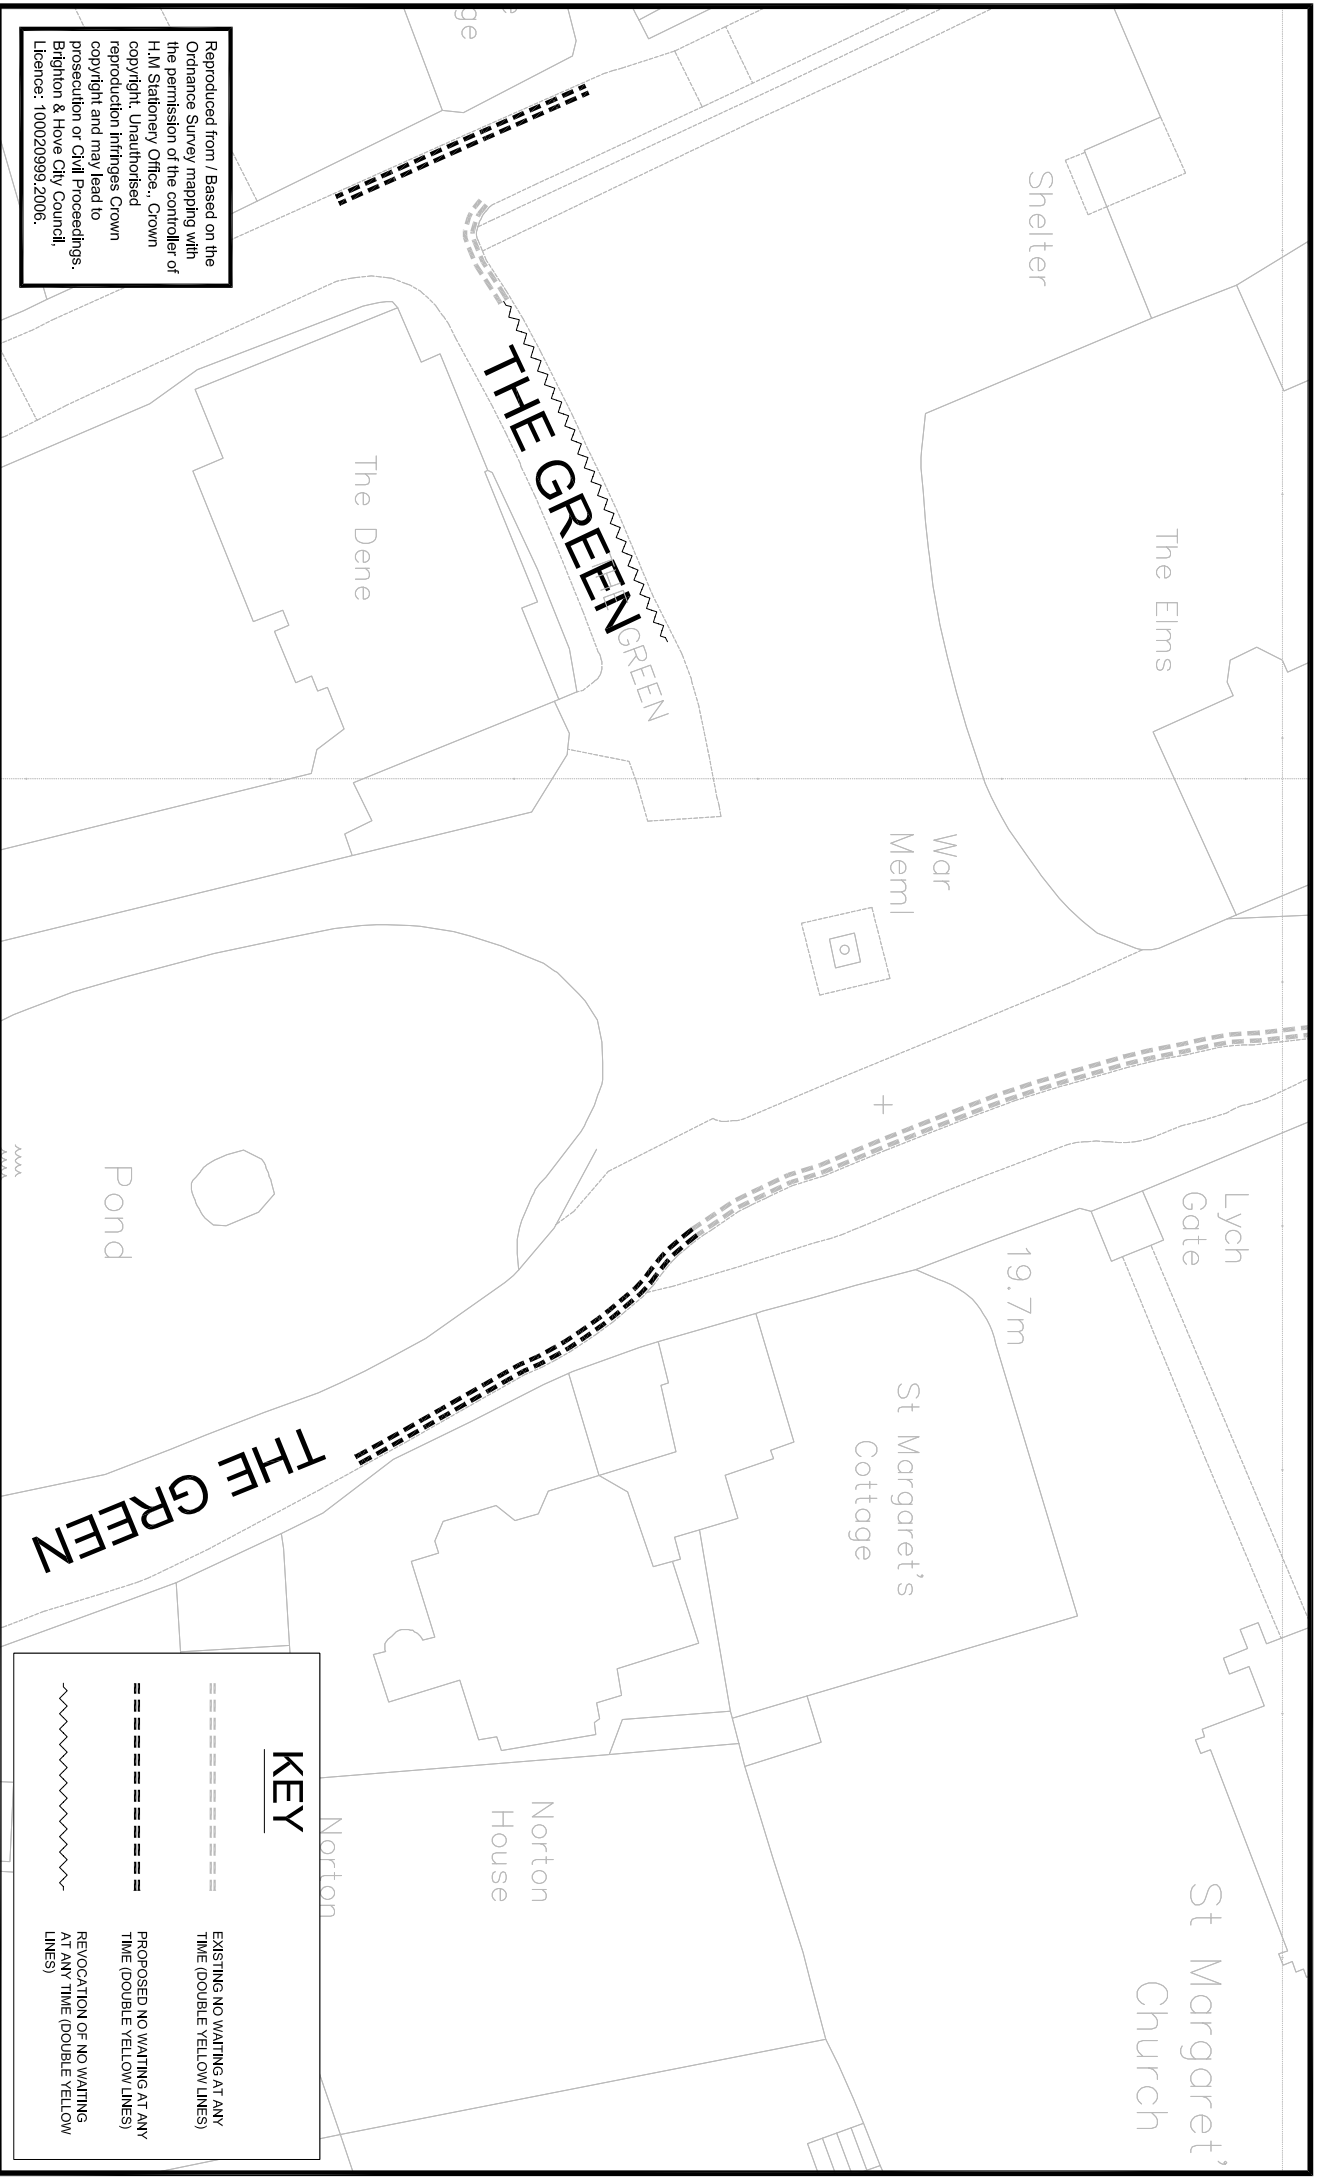 Reproduced from / Based on the
Ordnance Survey mapping with
the permission of the controller of
H.M Stationery Office., Crown
copyright. Unauthorised
reproduction infringes Crown
copyright and may lead to
prosecution or Civil Proceedings.
Brighton & Hove City Council,
Licence: 100020999.2006.
Shelter
The Elms
THE GREEN
THE GREEN
The Dene
War
Meml
Pond
Lych
Gate
19.7m
St Margaret's
Cottage
THE GREEN
Norton
House
Norton
St Margaret'
Church
KEY
EXISTING NO WAITING AT ANY
TIME (DOUBLE YELLOW LINES)
PROPOSED NO WAITING AT ANY
TIME (DOUBLE YELLOW LINES)
REVOCATION OF NO WAITING
AT ANY TIME (DOUBLE YELLOW
LINES)